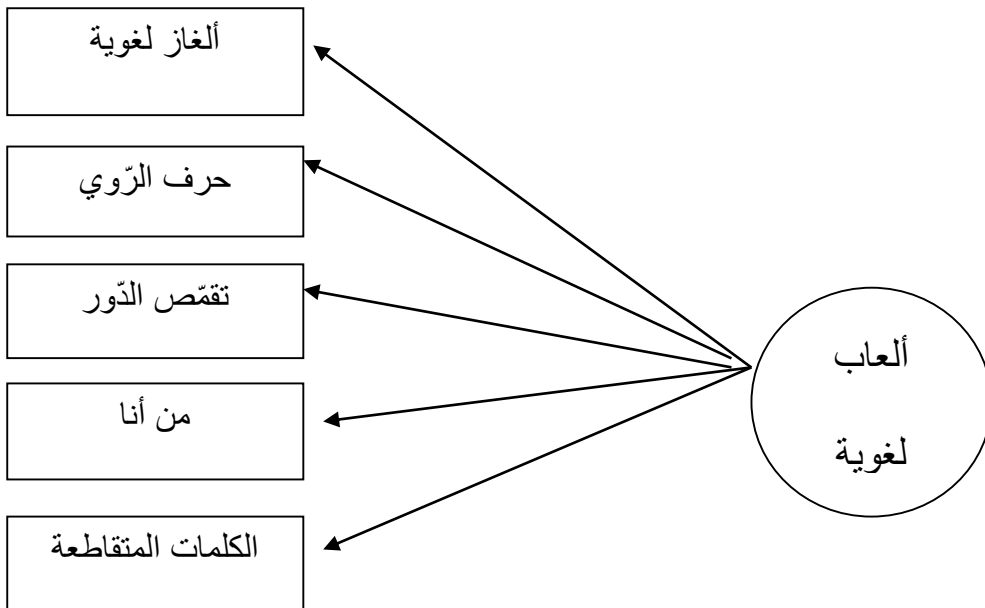 ألغاز لغوية
حرف الرّوي
تقمّص الدّور
من أنا
الكلمات المتقاطعة
ألعاب
لغوية